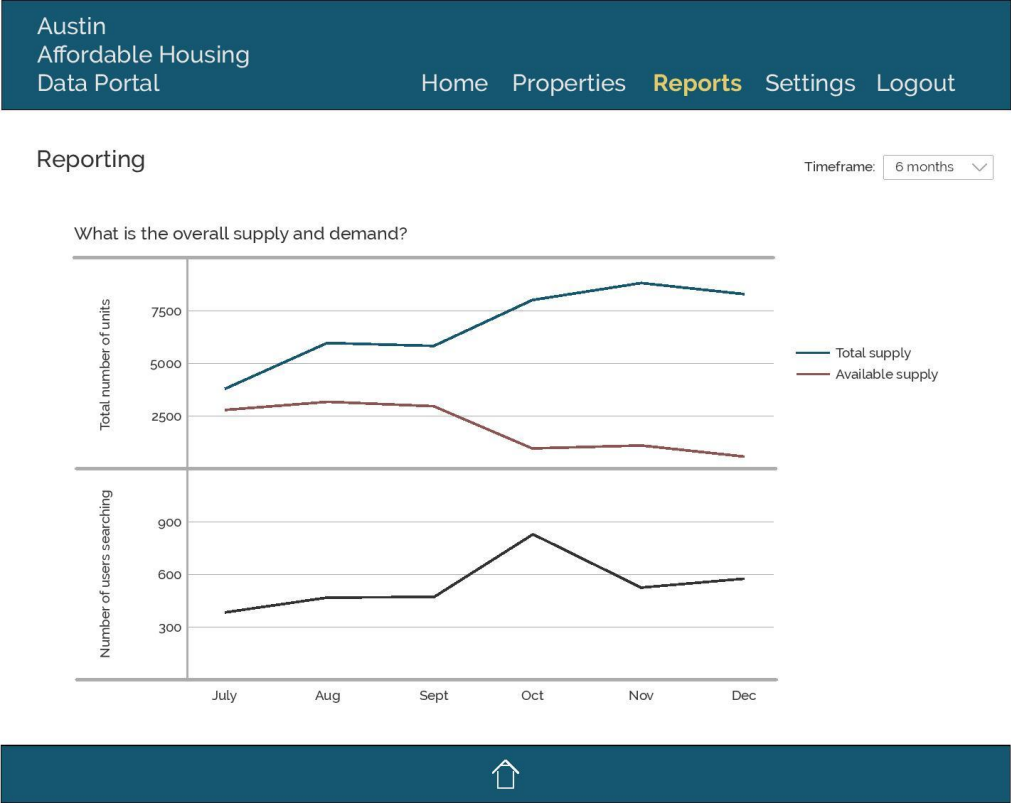 Austin
Affordable Housing
Data Portal
Home Properties Reports Settings Logout
Reporting
Timeframe: 6 months
What is the overall supply and demand?
Total number of units
7500
5000
2500
Total supply
Available supply
Number of users searching
900
600
300
July Aug Sept Oct Nov Dec